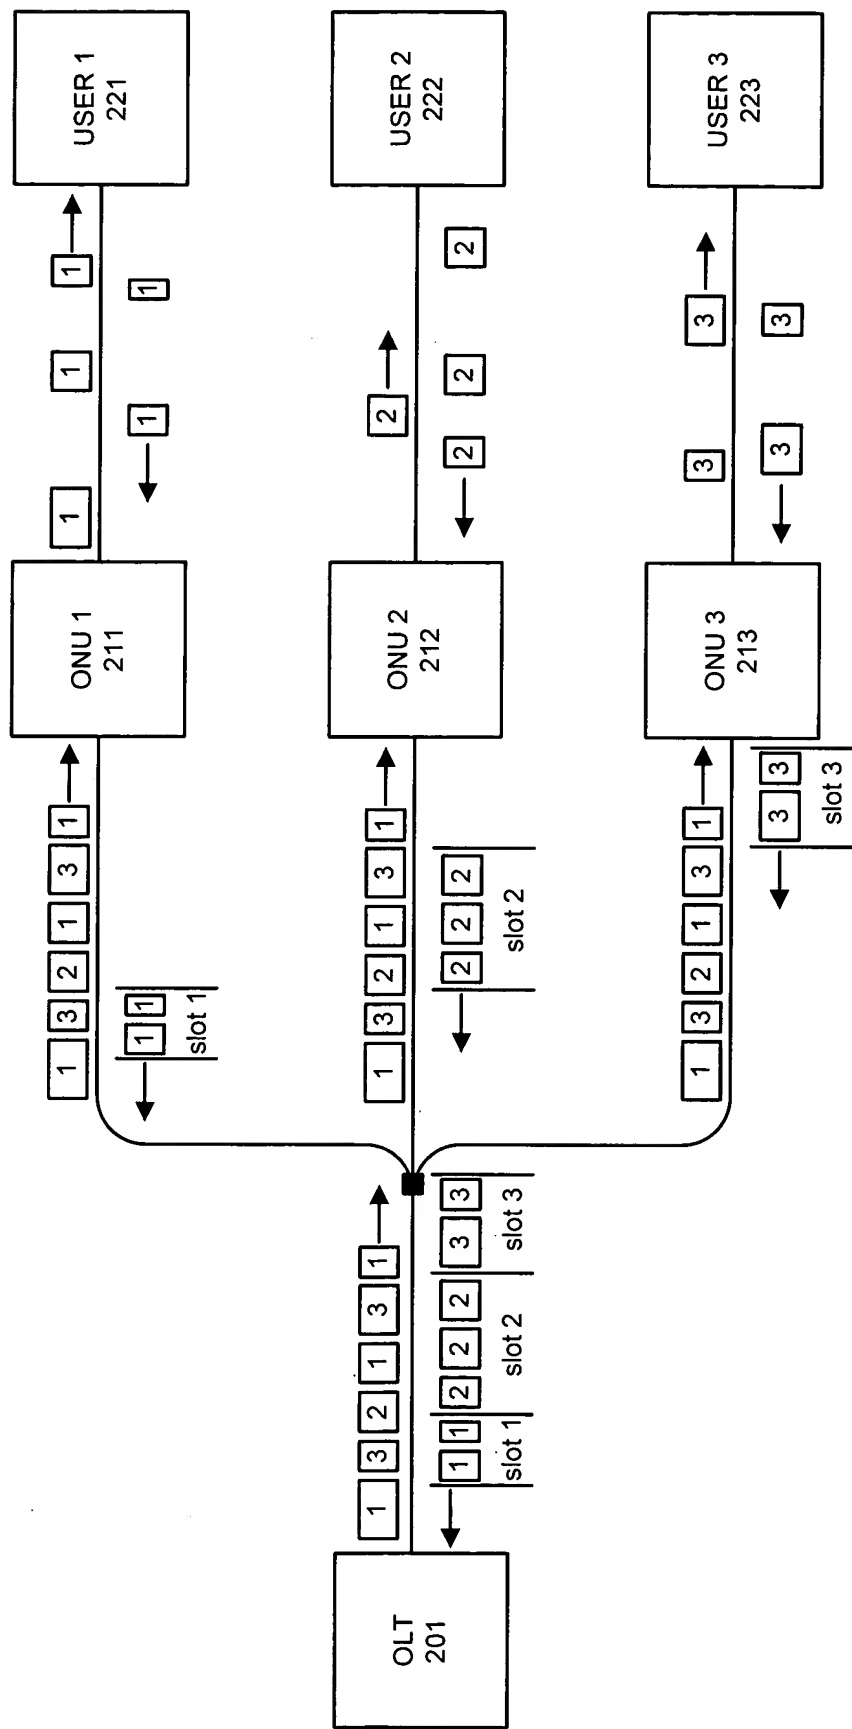 1 3 2 1 3 1
ONU 1
211
1 1 1
USER 1
221
1 1
slot 1
1 1
OLT
201
1 3 2 1 3 1
1 1 2 2 2 3 3
slot 1 slot 2 slot 3
1 3 2 1 3 1
2 2 2
slot 2
ONU 2
212
2
2 2 2
USER 2
222
1 3 2 1 3 1
3 3
slot 3
ONU 3
213
3 3
3 3
USER 3
223